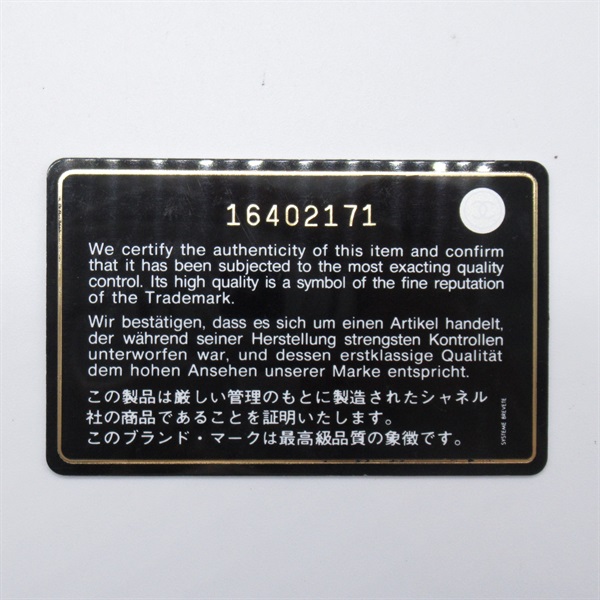 16402171
We certify the authenticity of this item and confirm
that it has been subjected to the most exacting quality
control. Its high quality is a symbol of the fine reputation
of the Trademark.
Wir bestätigen, dass es sich um einen Artikel handelt,
der während seiner Herstellung strengsten Kontrollen
unterworfen war, und dessen erstklassige Qualität
dem hohen Ansehen unserer Marke entspricht.
この製品は厳しい管理のもとに製造されたシャネル
社の商品であることを証明いたします。
このブランド・マークは最高級品質の象徴です。
SYSTEME BREVETE